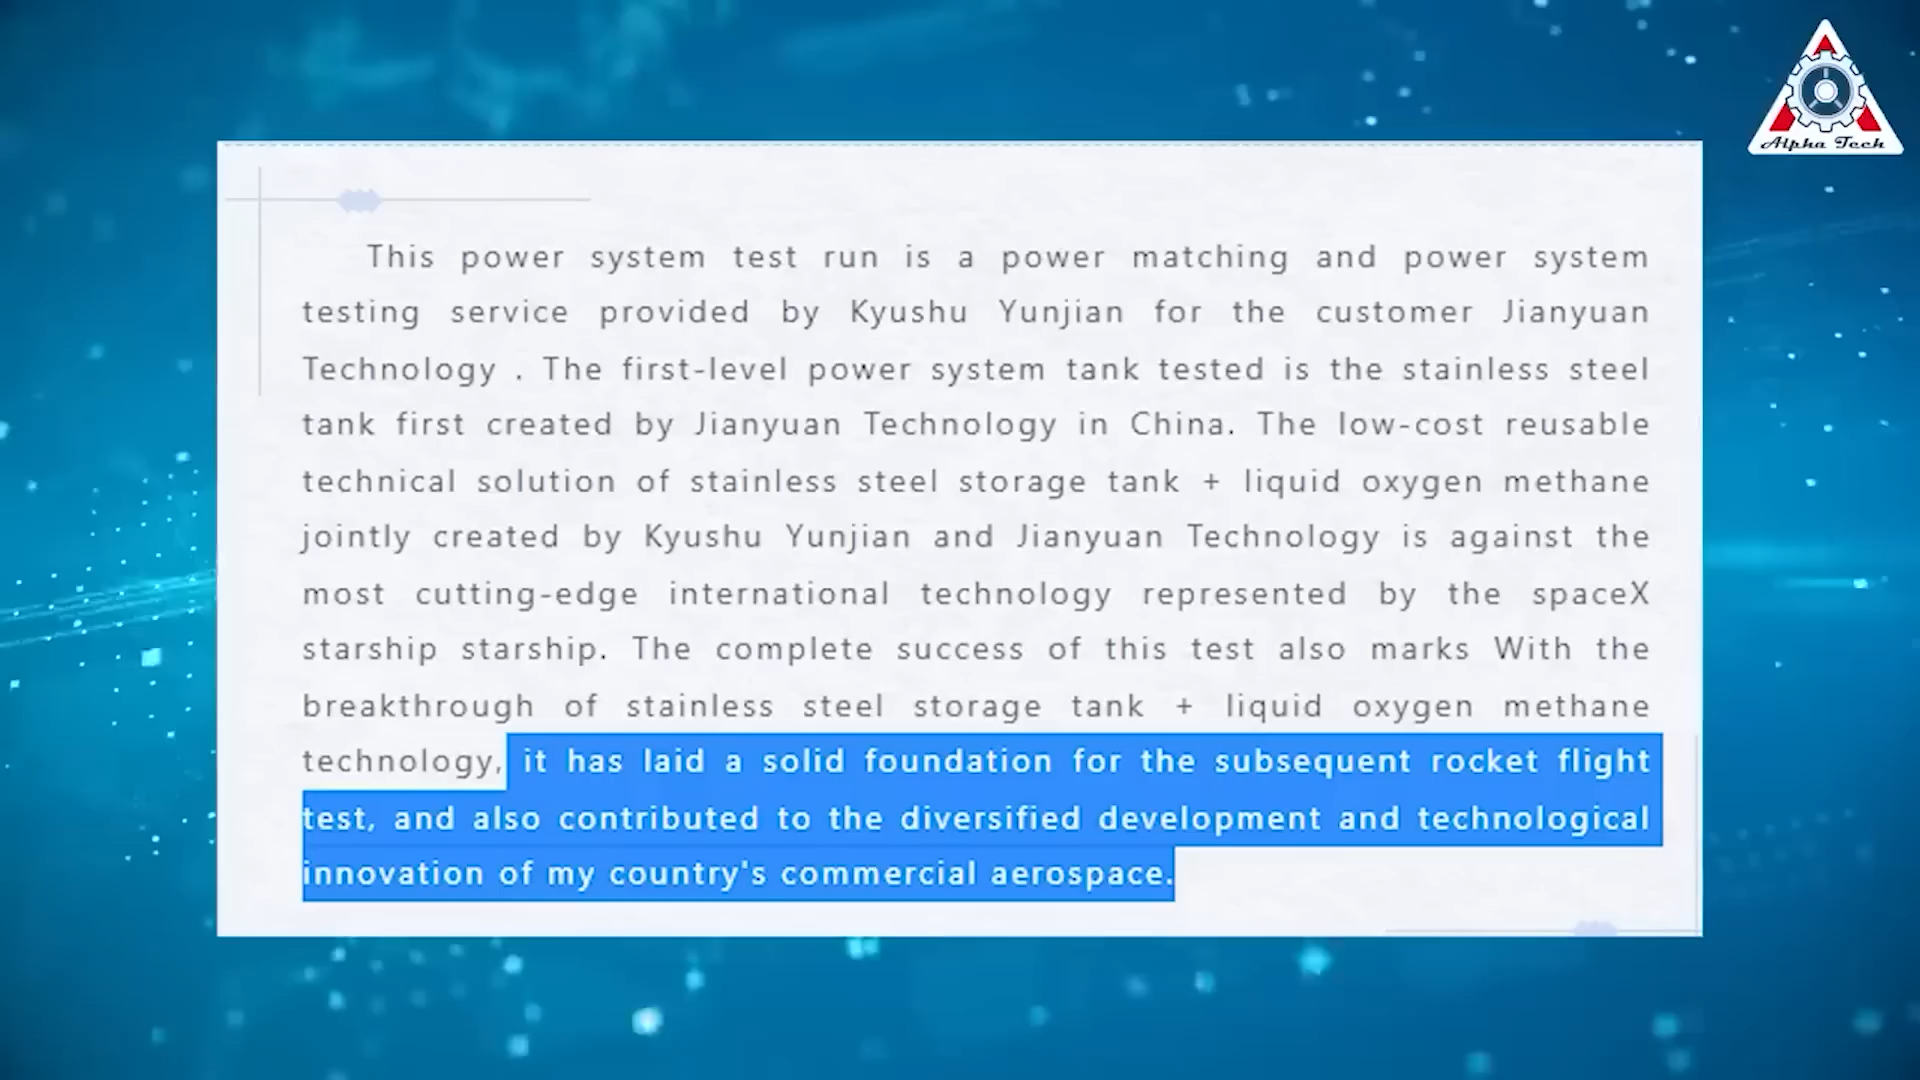 Alpha Tech
This power system test run is a power matching and power system
testing service provided by Kyushu Yunjian for the customer Jianyuan
Technology . The first-level power system tank tested is the stainless steel
tank first created by Jianyuan Technology in China. The low-cost reusable
technical solution of stainless steel storage tank + liquid oxygen methane
jointly created by Kyushu Yunjian and Jianyuan Technology is against the
most cutting-edge international technology represented by the spaceX
starship starship. The complete success of this test also marks With the
breakthrough of stainless steel storage tank + liquid oxygen methane
technology, it has laid a solid foundation for the subsequent rocket flight
test, and also contributed to the diversified development and technological
innovation of my country's commercial aerospace.